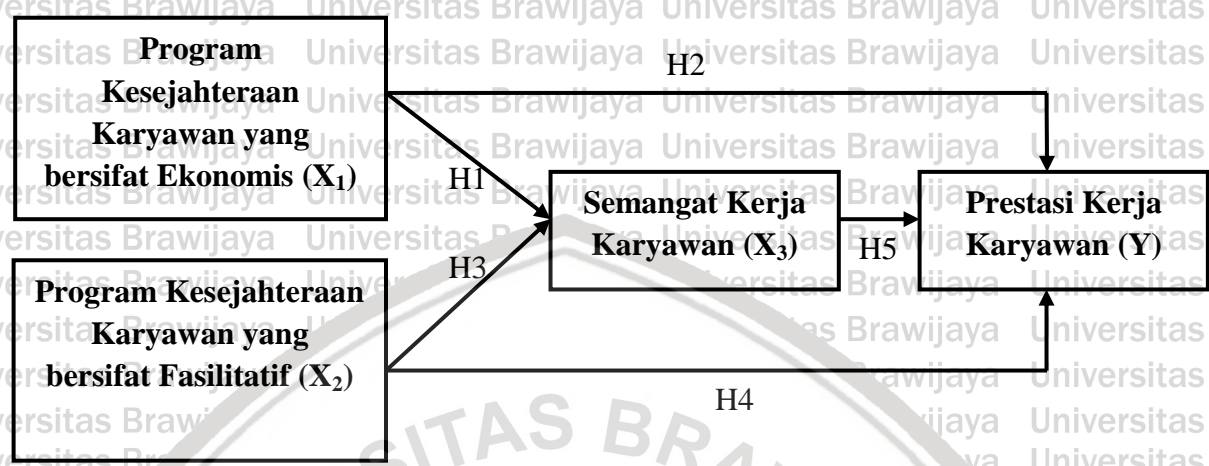 Program
Kesejahteraan
Karyawan yang
bersifat Ekonomis (X₁)
H2
H1
Semangat Kerja
Karyawan (X₃)
H5
Prestasi Kerja
Karyawan (Y)
H3
Program Kesejahteraan
Karyawan yang
bersifat Fasilitatif (X₂)
H4